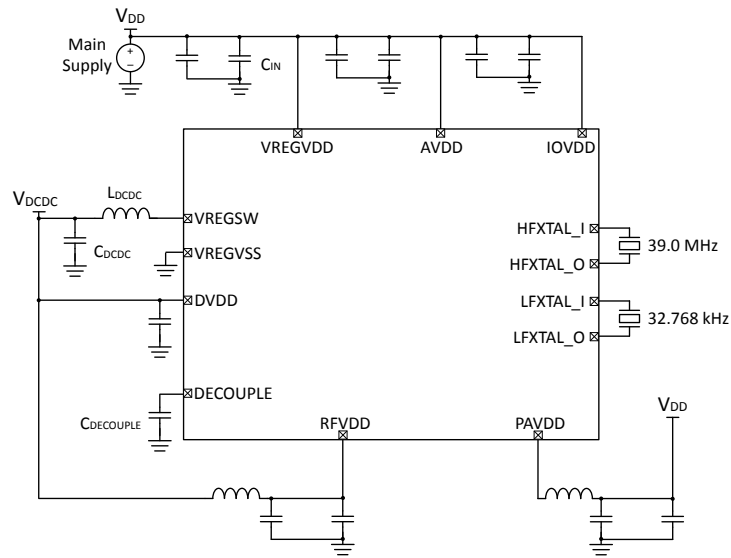 VDD
Main
Supply
+
–
CIN
VREGVDD
AVDD
IOVDD
VDCDC
LDCDC
VREGSW
HFXTAL_I
CDCDC
VREGVSS
39.0 MHz
HFXTAL_O
DVDD
LFXTAL_I
32.768 kHz
LFXTAL_O
DECOUPLE
CDECOUPLE
RFVDD
PAVDD
VDD